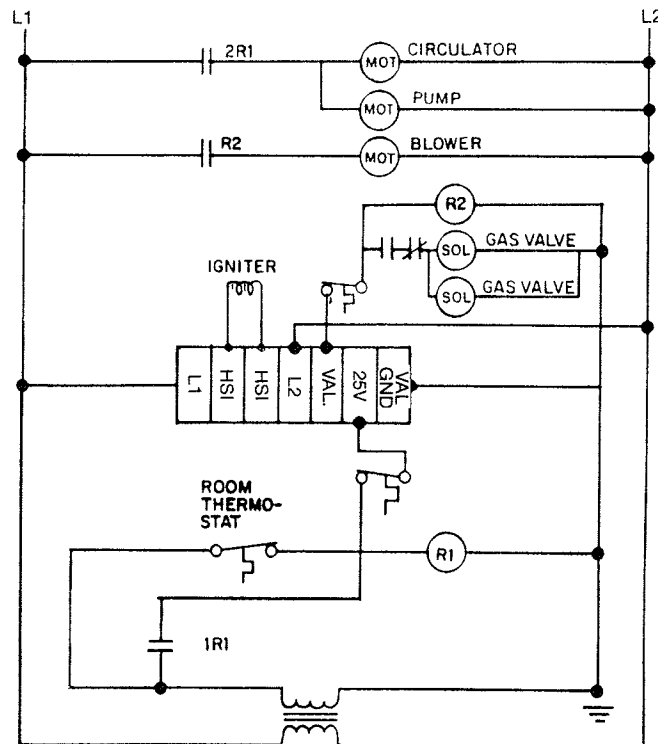 L1
L2
2R1
MOT
CIRCULATOR
MOT
PUMP
R2
MOT
BLOWER
R2
SOL
GAS VALVE
SOL
GAS VALVE
IGNITER
L1
HSI
HSI
L2
VAL.
25V
VAL
GND
ROOM
THERMO-
STAT
R1
1R1